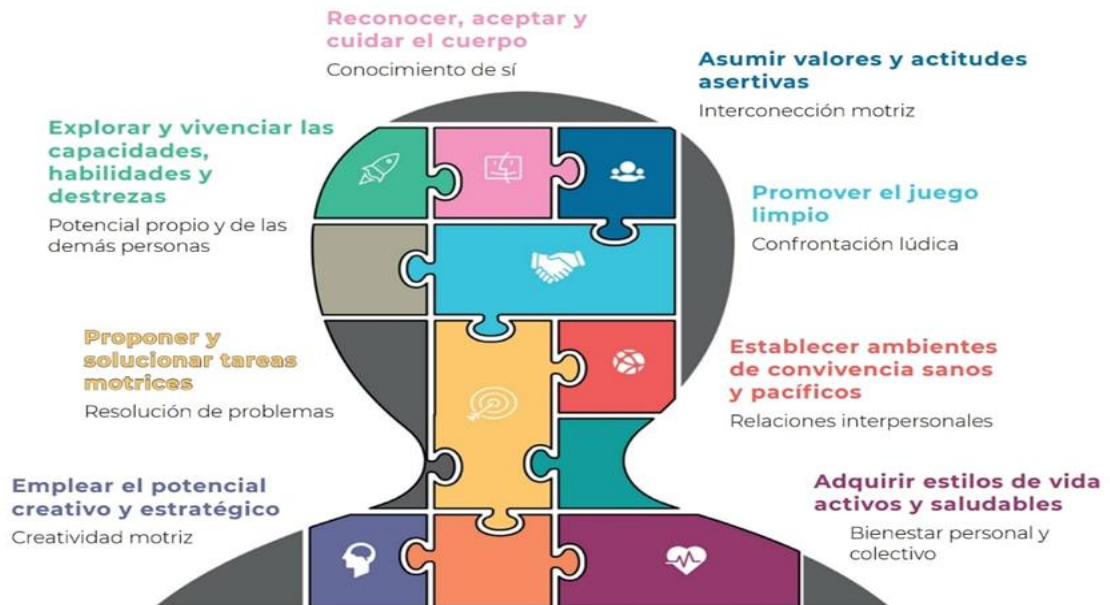 Reconocer, aceptar y
cuidar el cuerpo
Conocimiento de sí
Asumir valores y actitudes
asertivas
Interconección motriz
Explorar y vivenciar las
capacidades,
habilidades y
destrezas
Potencial propio y de las
demás personas
Promover el juego
limpio
Confrontación lúdica
Proponer y
solucionar tareas
motrices
Resolución de problemas
Establecer ambientes
de convivencia sanos
y pacíficos
Relaciones interpersonales
Emplear el potencial
creativo y estratégico
Creatividad motriz
Adquirir estilos de vida
activos y saludables
Bienestar personal y
colectivo